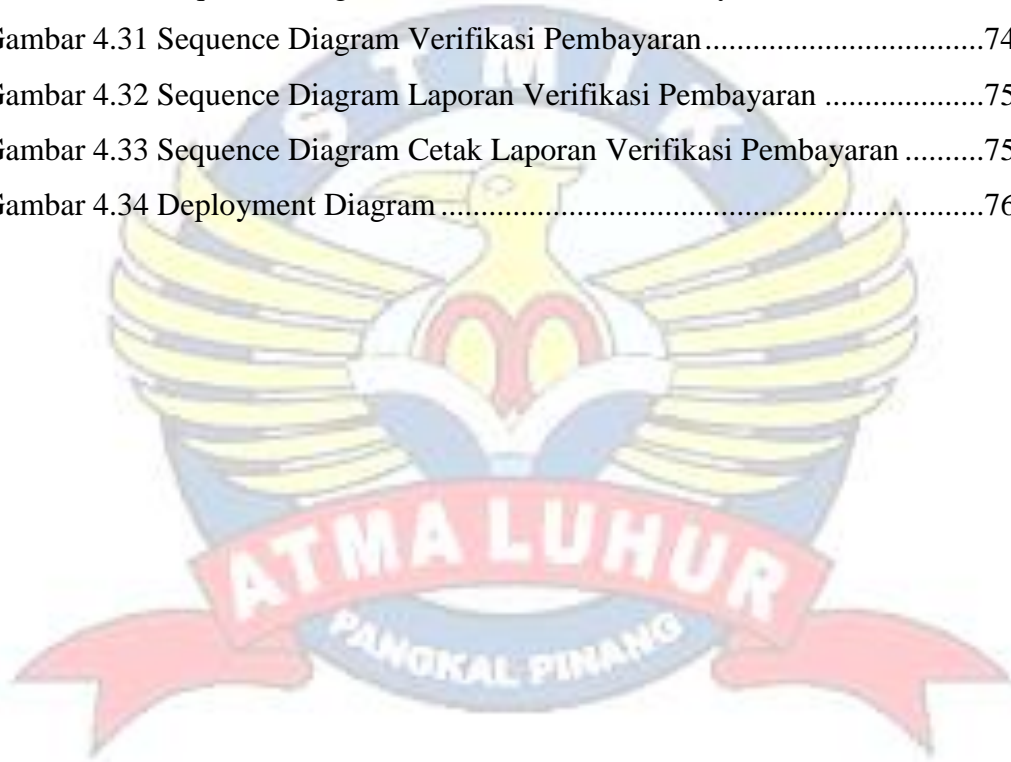 Gambar 4.31 Sequence Diagram Verifikasi Pembayaran..................................74
Gambar 4.32 Sequence Diagram Laporan Verifikasi Pembayaran ...................75
Gambar 4.33 Sequence Diagram Cetak Laporan Verifikasi Pembayaran ..........75
Gambar 4.34 Deployment Diagram ..................................................................76
STMIK
ATMA LUHUR
PANGKAL PINANG